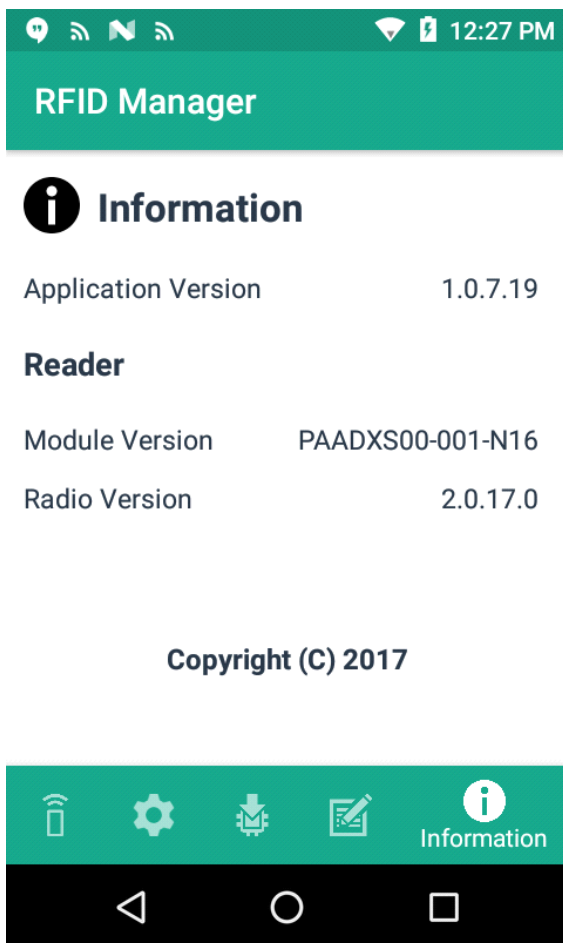 12:27 PM
RFID Manager
Information
Application Version 1.0.7.19
Reader
Module Version PAADXS00-001-N16
Radio Version 2.0.17.0
Copyright (C) 2017
Information